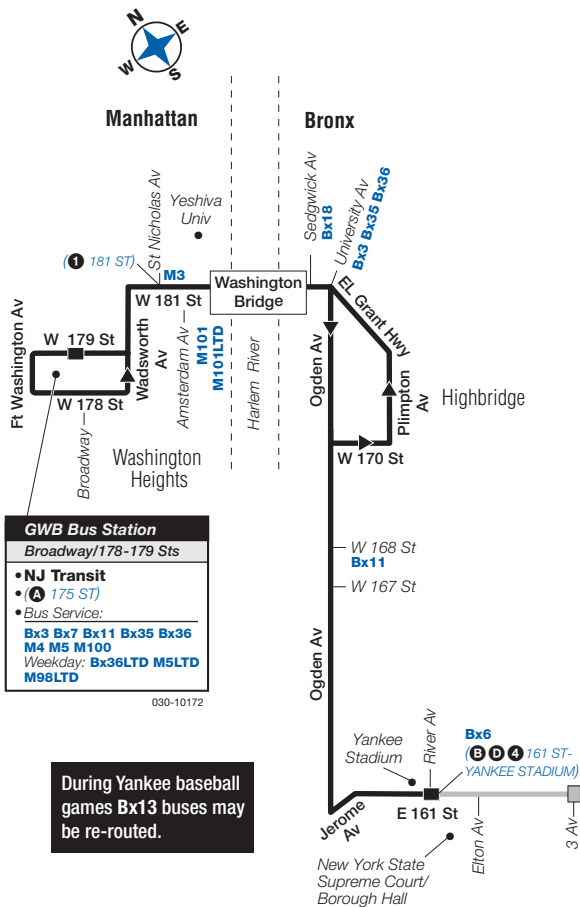 N
E
W
S
Manhattan
Bronx
St Nicholas Av
Yeshiva
Univ
Sedgwick Av
Bx18
University Av
Bx3 Bx35 Bx36
(1 181 ST)
M3
W 181 St
Washington
Bridge
EL Grant Hwy
Ft Washington Av
W 179 St
W 178 St
Wadsworth
Av
Amsterdam Av
M101
M101LTD
Harlem River
Ogden Av
Plimpton
Av
Highbridge
Broadway
Washington
Heights
W 170 St
GWB Bus Station
Broadway/178-179 Sts
• NJ Transit
• (A 175 ST)
• Bus Service:
Bx3 Bx7 Bx11 Bx35 Bx36
M4 M5 M100
Weekday: Bx36LTD M5LTD
M98LTD
030-10172
W 168 St
Bx11
W 167 St
Ogden Av
Yankee
Stadium
River Av
Bx6
(B D 4 161 ST-
YANKEE STADIUM)
During Yankee baseball
games Bx13 buses may
be re-routed.
Jerome
Av
E 161 St
Elton Av
3 Av
New York State
Supreme Court/
Borough Hall